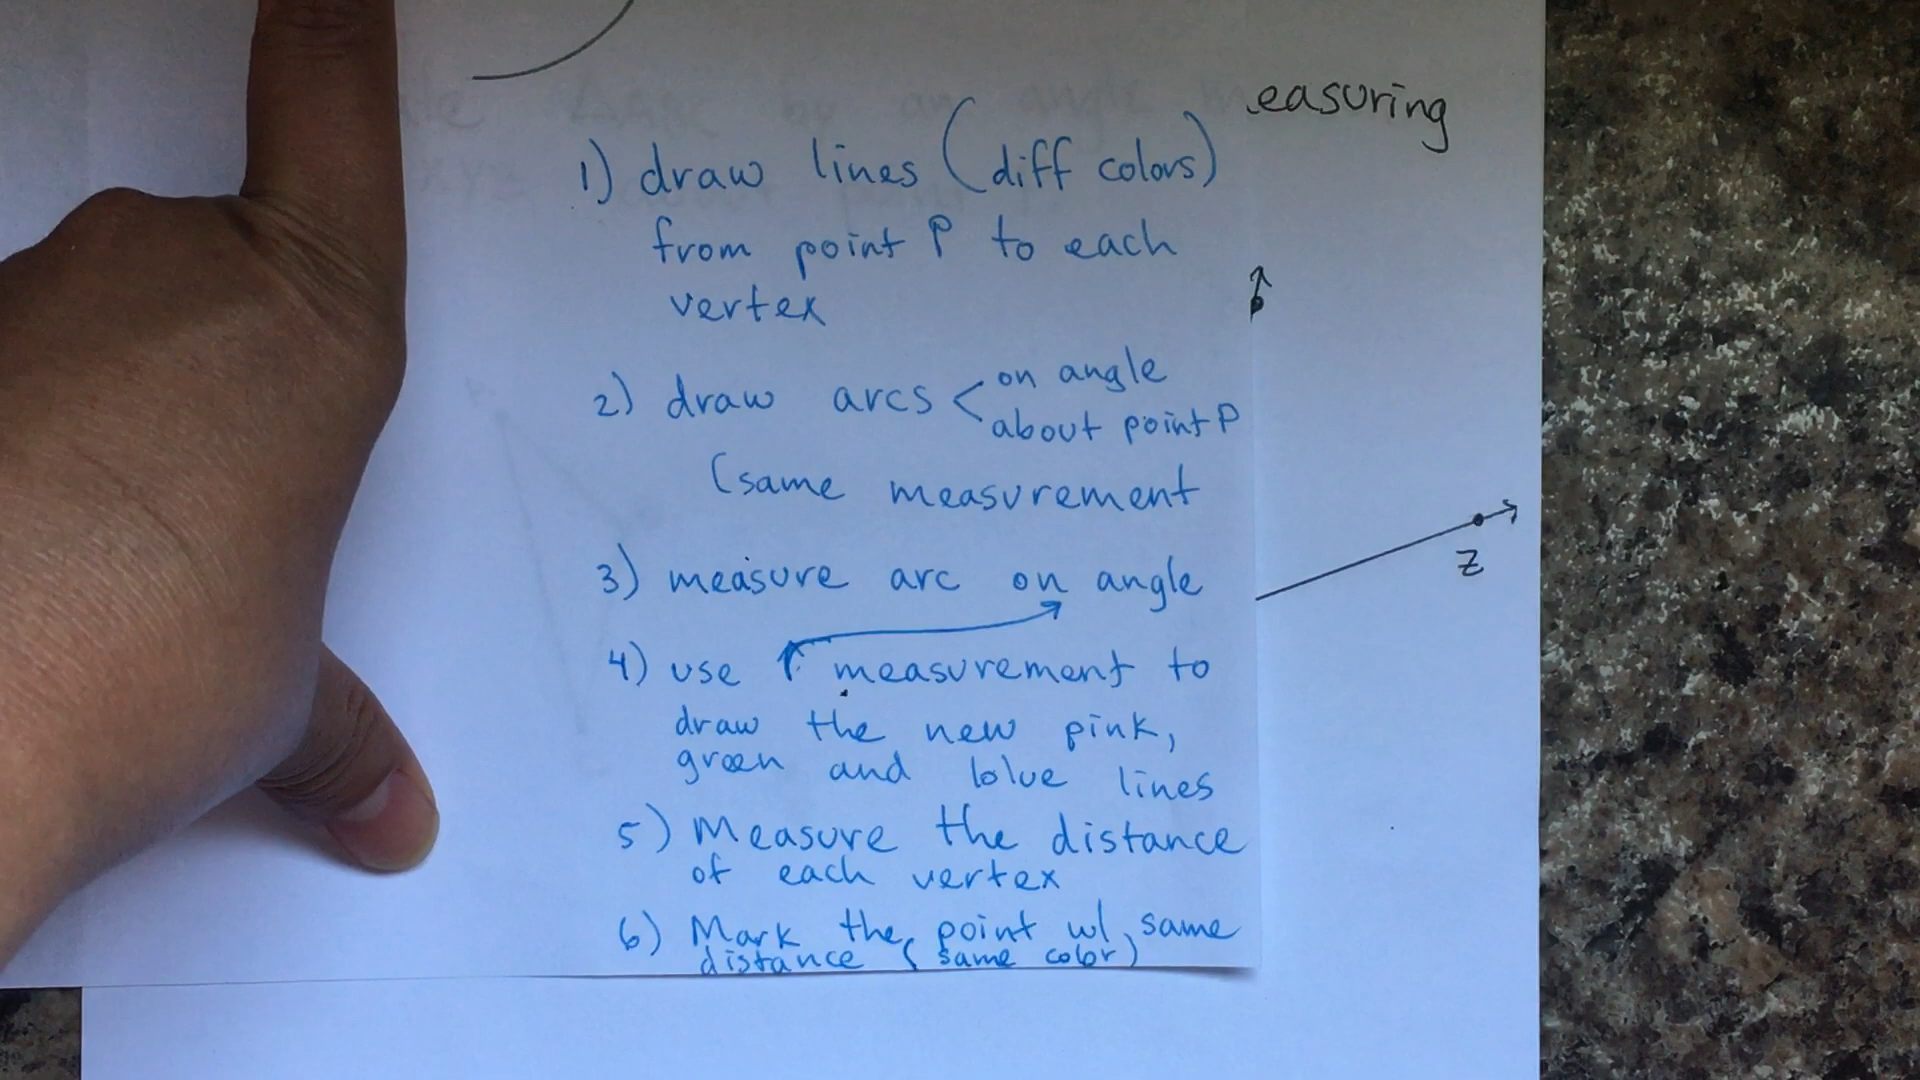 easuring
1) draw lines (diff colors)
from point P to each
vertex
2) draw arcs < on angle
about point P
(same measurement
3) measure arc on angle
4) use measurement to
draw the new pink,
green and blue lines
5) Measure the distance
of each vertex
6) Mark the point w/ same
distance (same color)
Z